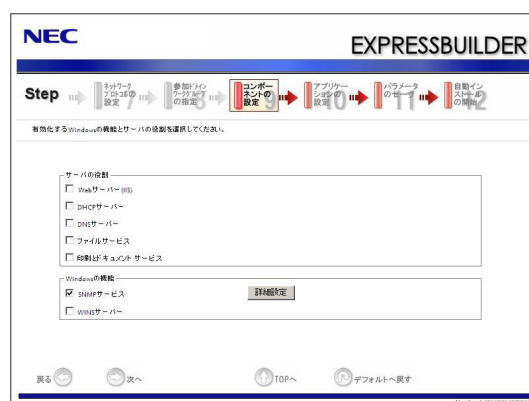 NEC
EXPRESSBUILDER
Step
ネットワーク
プロトコルの
設定
7
参加ドメイン
ワークグループ
の指定
8
コンポー
ネントの
設定
9
アプリケー
ションの
設定
10
パラメータ
のセーブ
11
自動イン
ストール
の開始
12
有効化するWindowsの機能とサーバの役割を選択してください。
サーバの役割
Webサーバー(IIS)
DHCPサーバー
DNSサーバー
ファイルサービス
印刷とドキュメント サービス
Windowsの機能
SNMPサービス
詳細設定
WINSサーバー
戻る
次へ
TOPへ
デフォルトへ戻す